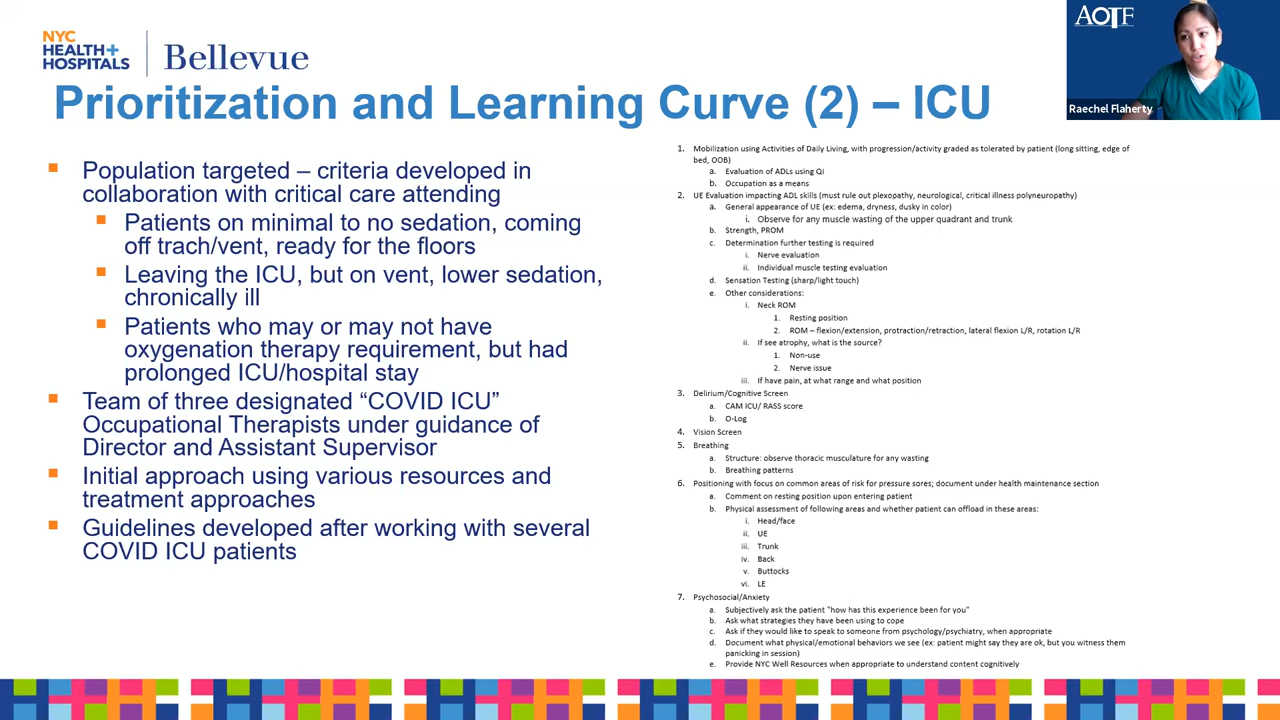 NYC
HEALTH+
HOSPITALS
Bellevue
AOTF
Raechel Flaherty
Prioritization and Learning Curve (2) – ICU
Population targeted – criteria developed in
collaboration with critical care attending
Patients on minimal to no sedation, coming
off trach/vent, ready for the floors
Leaving the ICU, but on vent, lower sedation,
chronically ill
Patients who may or may not have
oxygenation therapy requirement, but had
prolonged ICU/hospital stay
Team of three designated “COVID ICU”
Occupational Therapists under guidance of
Director and Assistant Supervisor
Initial approach using various resources and
treatment approaches
Guidelines developed after working with several
COVID ICU patients
1. Mobilization using Activities of Daily Living, with progression/activity graded as tolerated by patient (long sitting, edge of
bed, OOB)
a. Evaluation of ADLs using QI
b. Occupation as a means
2. UE Evaluation impacting ADL skills (must rule out plexopathy, neurological, critical illness polyneuropathy)
a. General appearance of UE (ex: edema, dryness, dusky in color)
i. Observe for any muscle wasting of the upper quadrant and trunk
b. Strength, PROM
c. Determination further testing is required
i. Nerve evaluation
ii. Individual muscle testing evaluation
d. Sensation Testing (sharp/light touch)
e. Other considerations:
i. Neck ROM
1. Resting position
2. ROM – flexion/extension, protraction/retraction, lateral flexion L/R, rotation L/R
ii. If see atrophy, what is the source?
1. Non-use
2. Nerve issue
iii. If have pain, at what range and what position
3. Delirium/Cognitive Screen
a. CAM ICU/ RASS score
b. O-Log
4. Vision Screen
5. Breathing
a. Structure: observe thoracic musculature for any wasting
b. Breathing patterns
6. Positioning with focus on common areas of risk for pressure sores; document under health maintenance section
a. Comment on resting position upon entering patient
b. Physical assessment of following areas and whether patient can offload in these areas:
i. Head/face
ii. UE
iii. Trunk
iv. Back
v. Buttocks
vi. LE
7. Psychosocial/Anxiety
a. Subjectively ask the patient "how has this experience been for you"
b. Ask what strategies they have been using to cope
c. Ask if they would like to speak to someone from psychology/psychiatry, when appropriate
d. Document what physical/emotional behaviors we see (ex: patient might say they are ok, but you witness them
panicking in session)
e. Provide NYC Well Resources when appropriate to understand content cognitively